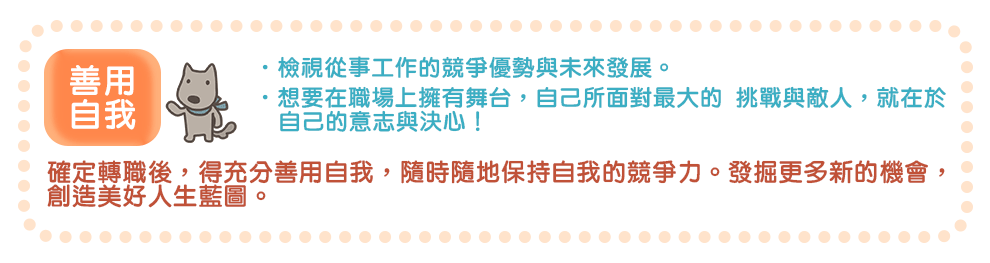 善用
自我
・檢視從事工作的競爭優勢與未來發展。
・想要在職場上擁有舞台，自己所面對最大的 挑戰與敵人，就在於
自己的意志與決心！
確定轉職後，得充分善用自我，隨時隨地保持自我的競爭力。發掘更多新的機會，
創造美好人生藍圖。